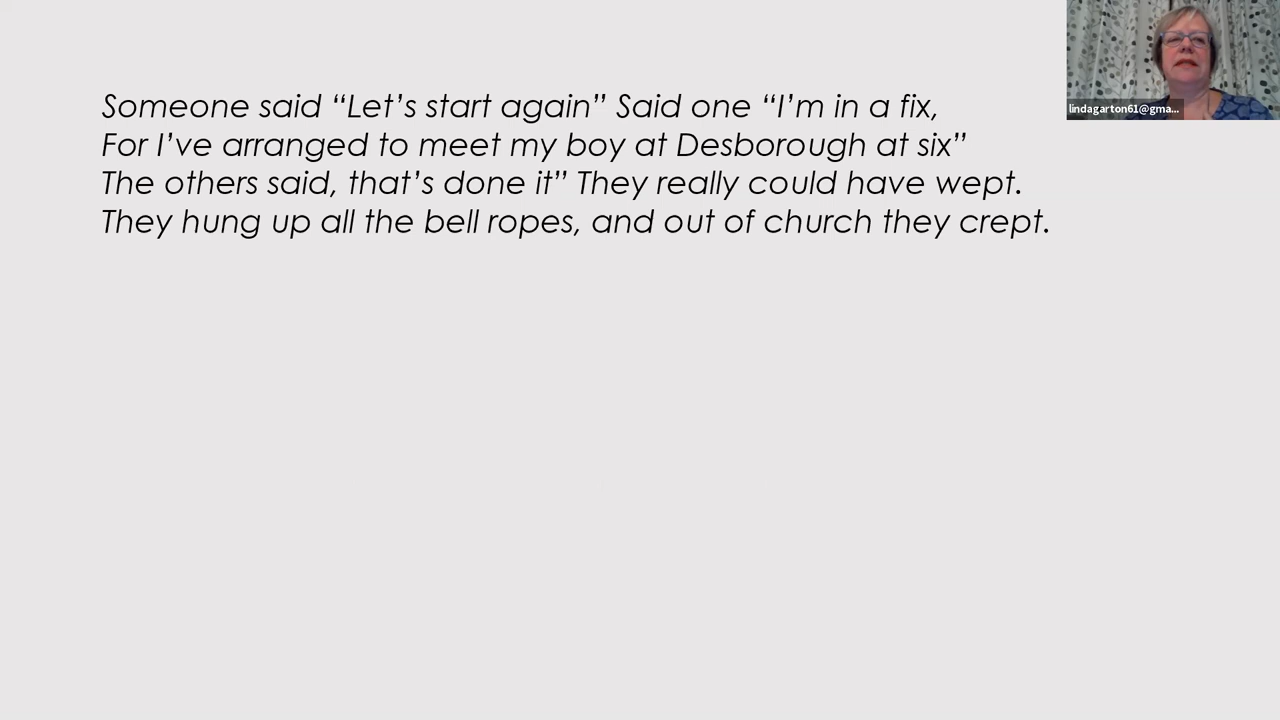 Someone said “Let’s start again” Said one “I’m in a fix,
For I’ve arranged to meet my boy at Desborough at six”
The others said, that’s done it” They really could have wept.
They hung up all the bell ropes, and out of church they crept.
lindagarton61@gma...